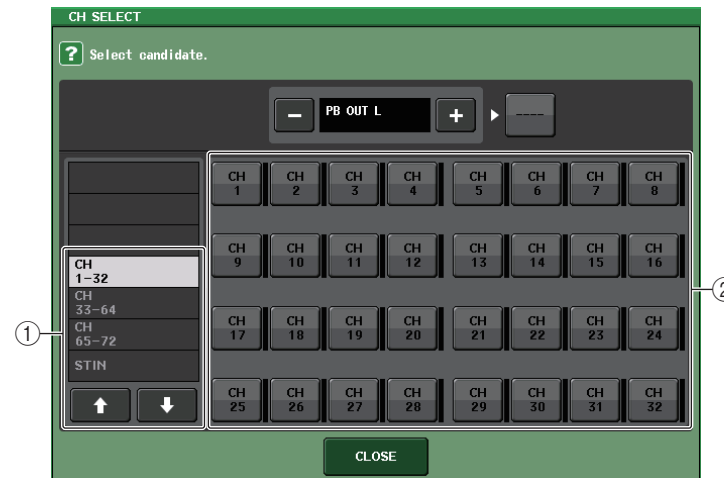 CH SELECT
? Select candidate.
− PB OUT L + ----
CH 1 CH 2 CH 3 CH 4 CH 5 CH 6 CH 7 CH 8
CH 9 CH 10 CH 11 CH 12 CH 13 CH 14 CH 15 CH 16
CH 17 CH 18 CH 19 CH 20 CH 21 CH 22 CH 23 CH 24
CH 25 CH 26 CH 27 CH 28 CH 29 CH 30 CH 31 CH 32
CH
1-32
CH
33-64
CH
65-72
STIN
①
②
CLOSE